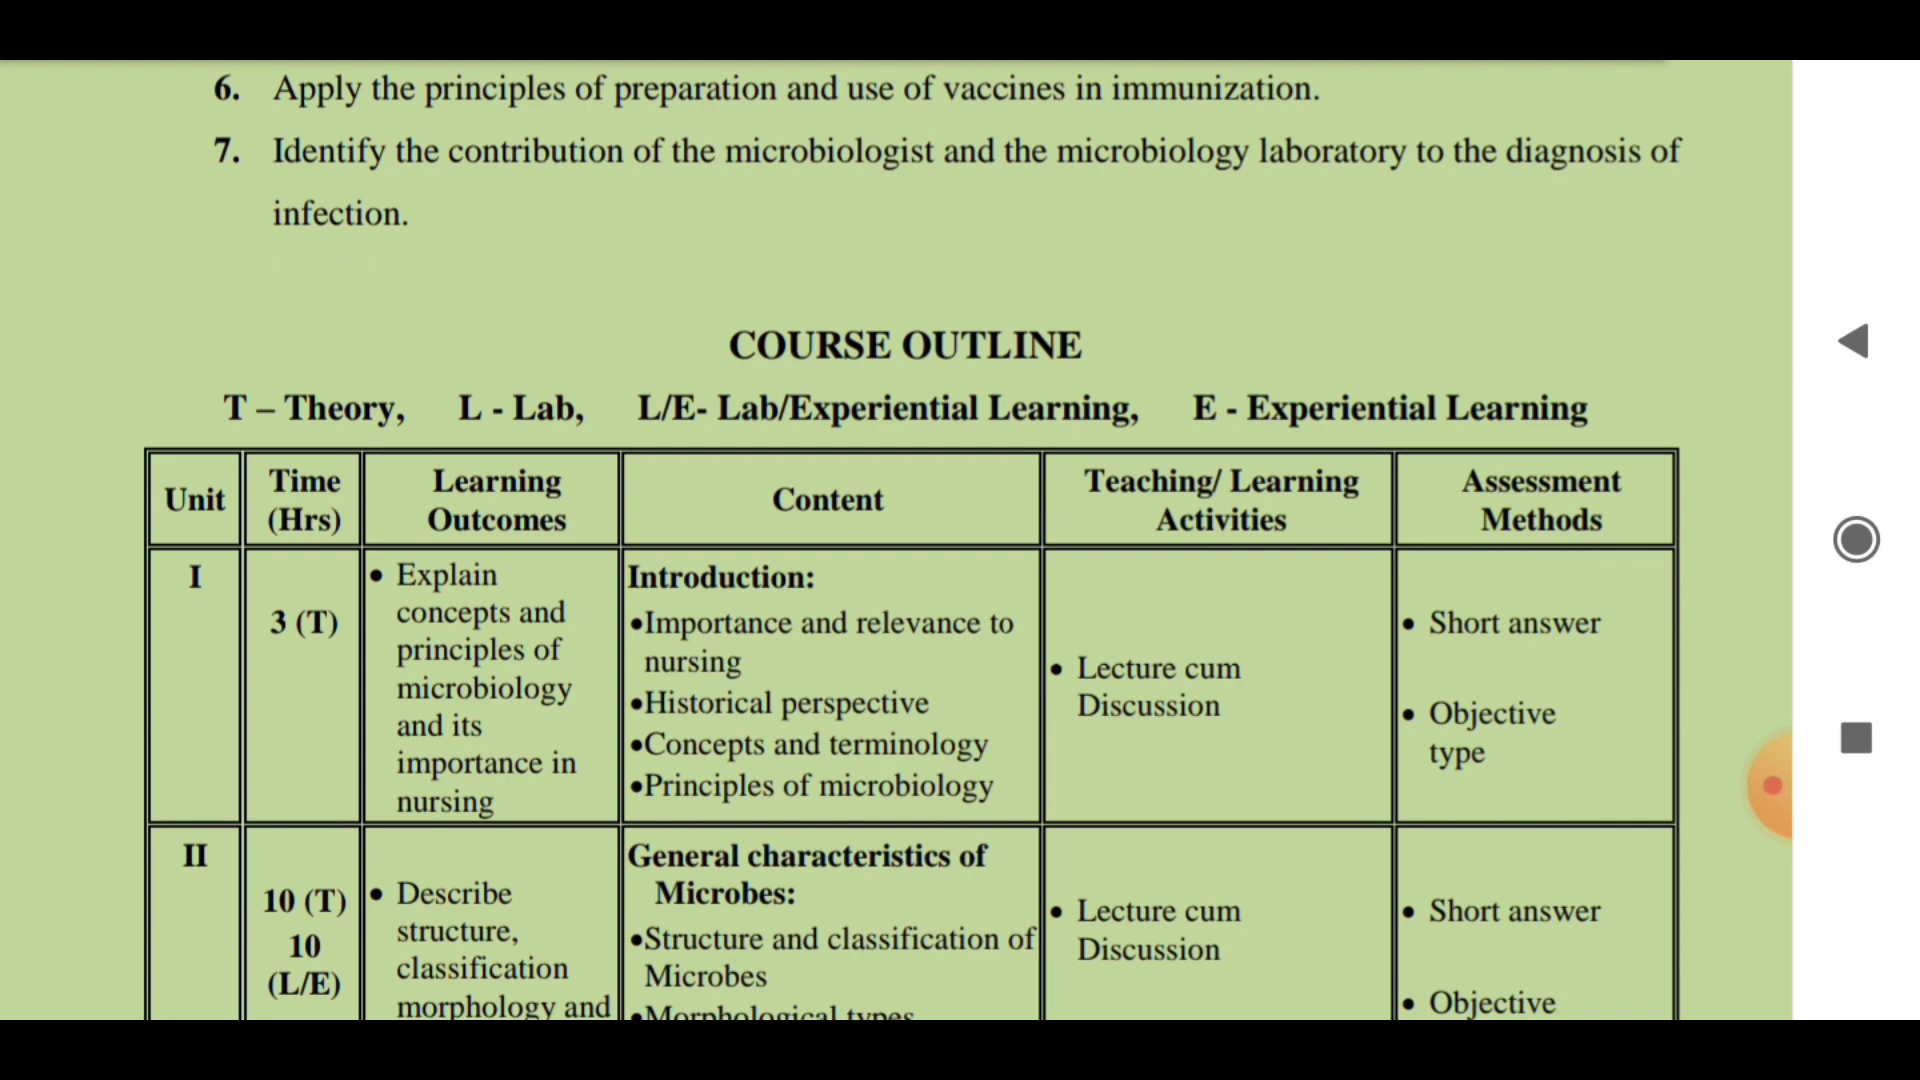 6. Apply the principles of preparation and use of vaccines in immunization.
7. Identify the contribution of the microbiologist and the microbiology laboratory to the diagnosis of
infection.
COURSE OUTLINE
T – Theory, L - Lab, L/E- Lab/Experiential Learning, E - Experiential Learning
Unit
Time
(Hrs)
Learning
Outcomes
Content
Teaching/ Learning
Activities
Assessment
Methods
I
3 (T)
• Explain
concepts and
principles of
microbiology
and its
importance in
nursing
Introduction:
•Importance and relevance to
nursing
•Historical perspective
•Concepts and terminology
•Principles of microbiology
• Lecture cum
Discussion
• Short answer
• Objective
type
II
10 (T)
10
(L/E)
• Describe
structure,
classification
morphology and
General characteristics of
Microbes:
•Structure and classification of
Microbes
•Morphological types
• Lecture cum
Discussion
• Short answer
• Objective